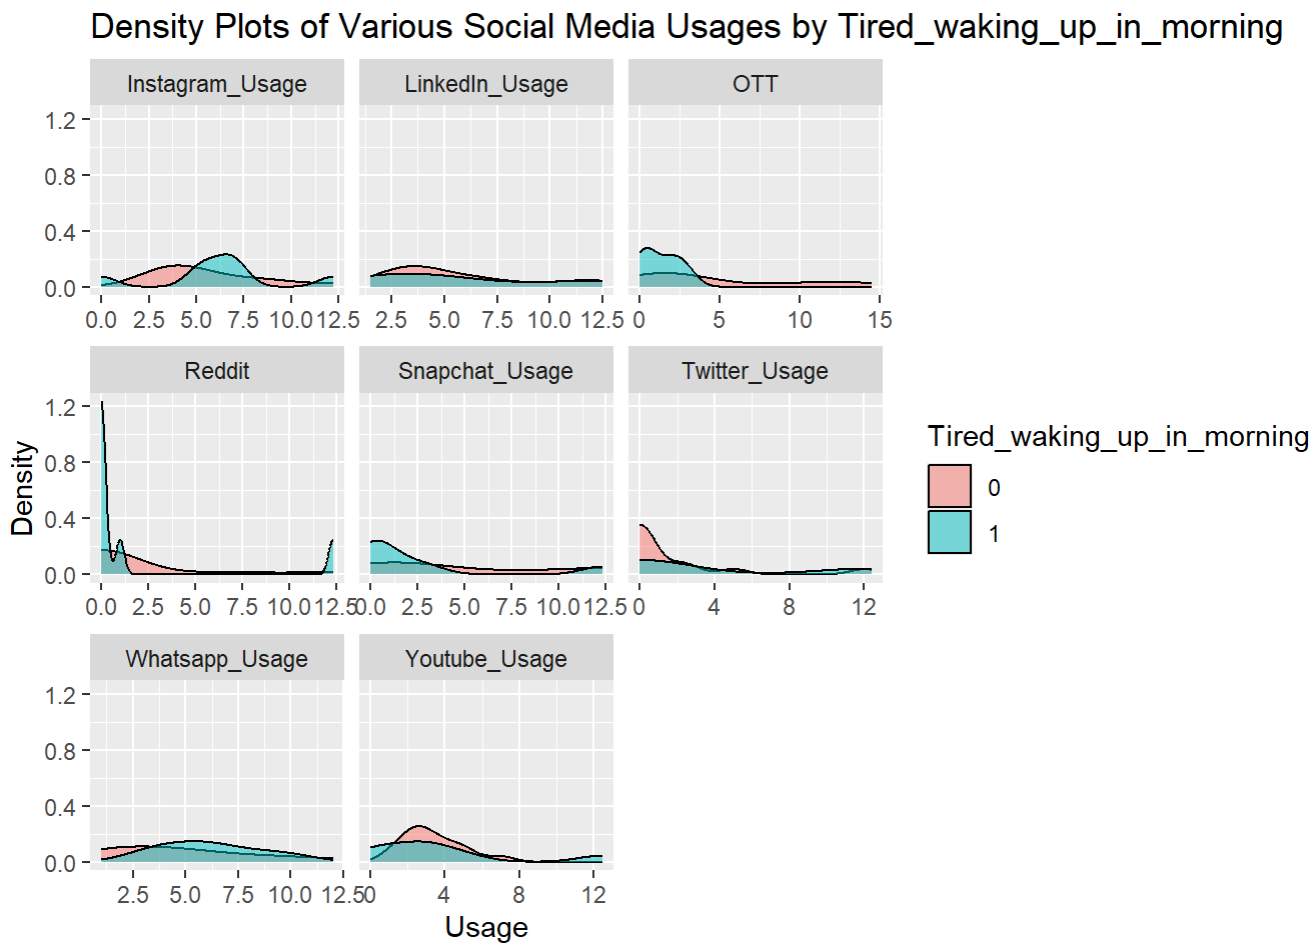 Density Plots of Various Social Media Usages by Tired_waking_up_in_morning
Instagram_Usage LinkedIn_Usage OTT
1.2
0.8
0.4
0.0
0.0 2.5 5.0 7.5 10.0 12.5 2.5 5.0 7.5 10.0 12.5 0 5 10 15
Reddit Snapchat_Usage Twitter_Usage
1.2
0.8
0.4
0.0
0.0 2.5 5.0 7.5 10.0 12.5 0.0 2.5 5.0 7.5 10.0 12.5 0 4 8 12
Whatsapp_Usage Youtube_Usage
1.2
0.8
0.4
0.0
2.5 5.0 7.5 10.0 12.5 0 4 8 12
Density
Usage
Tired_waking_up_in_morning
0
1